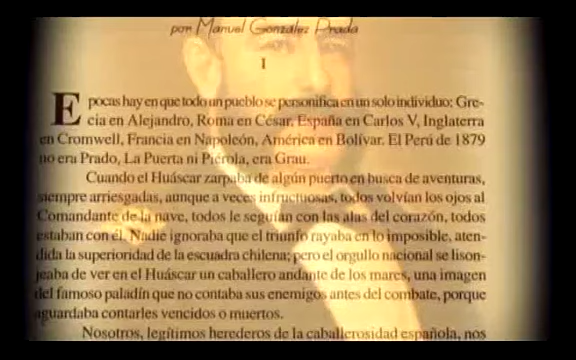 por Manuel González Prada
I
Epocas hay en que todo un pueblo se personifica en un solo individuo: Gre-
cia en Alejandro, Roma en César, España en Carlos V, Inglaterra
en Cromwell, Francia en Napoleón, América en Bolívar. El Perú de 1879
no era Prado, La Puerta ni Piérola, era Grau.
Cuando el Huáscar zarpaba de algún puerto en busca de aventuras,
siempre arriesgadas, aunque a veces infructuosas, todos volvían los ojos al
Comandante de la nave, todos le seguían con las alas del corazón, todos
estaban con él. Nadie ignoraba que el triunfo rayaba en lo imposible, aten-
dida la superioridad de la escuadra chilena; pero el orgullo nacional se lison-
jeaba de ver en el Huáscar un caballero andante de los mares, una imagen
del famoso paladín que no contaba sus enemigos antes del combate, porque
aguardaba contarles vencidos o muertos.
Nosotros, legítimos herederos de la caballerosidad española, nos